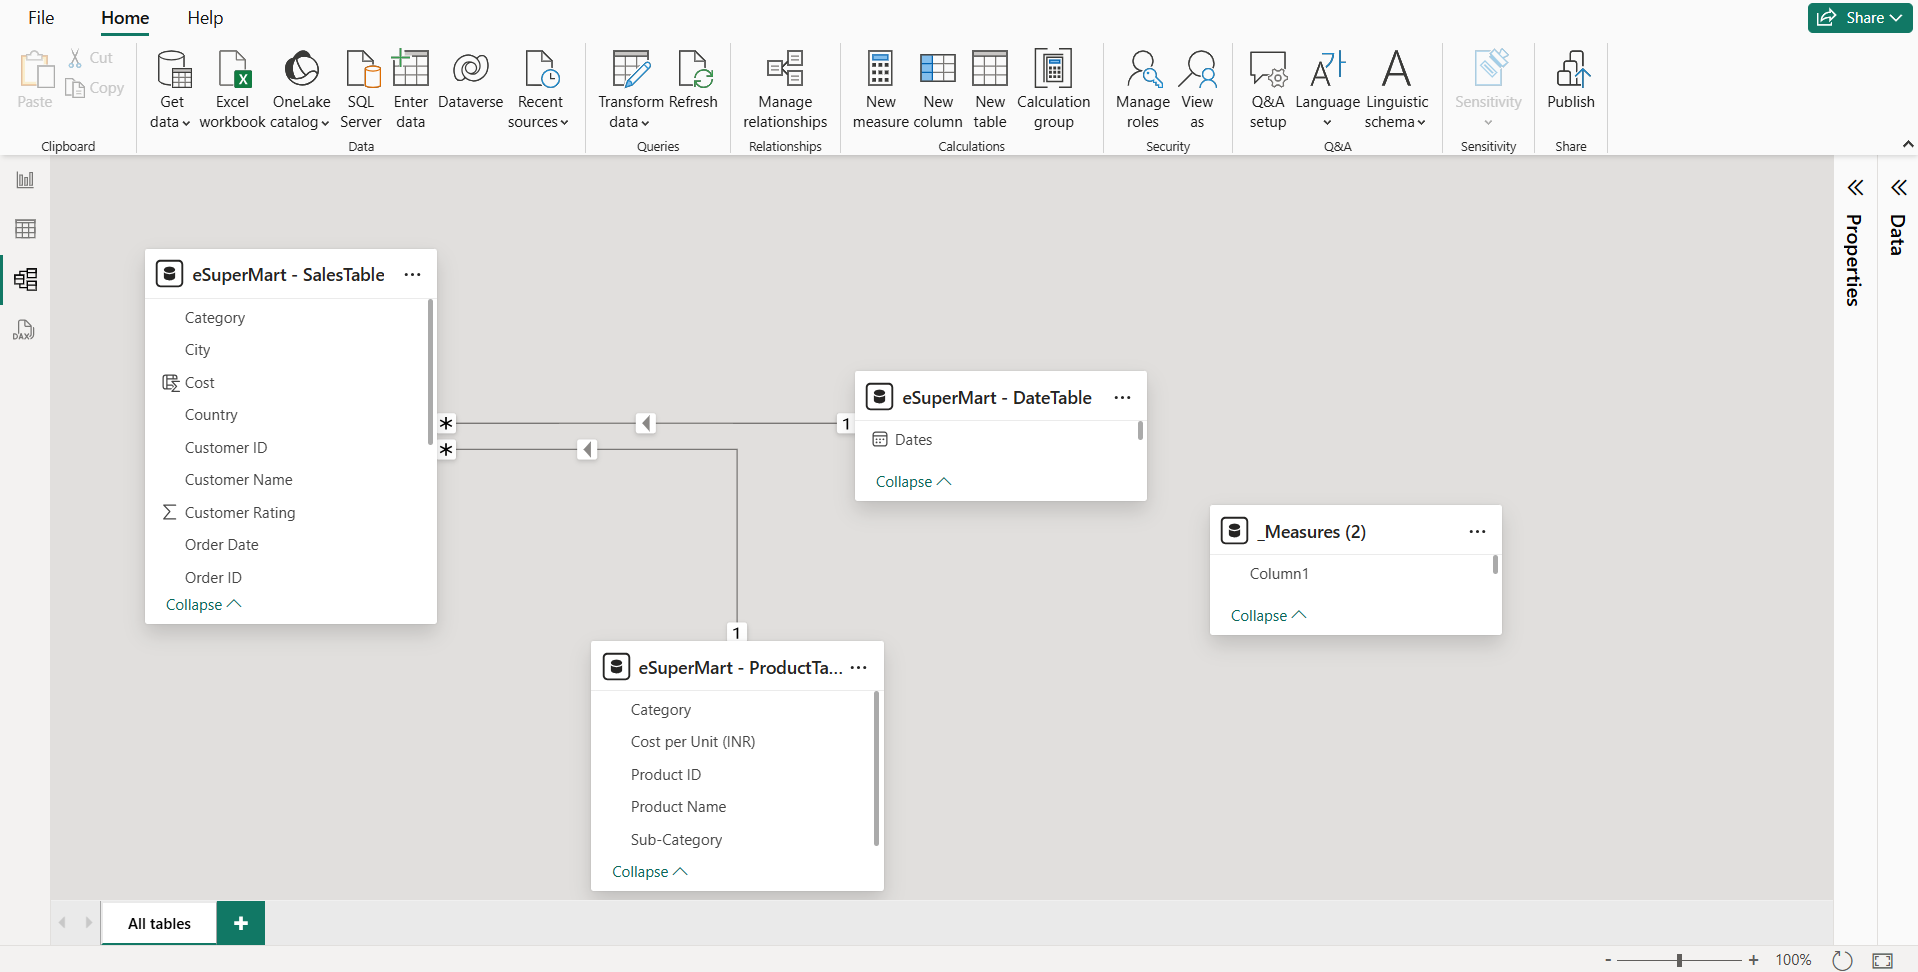 File
Home
Help
Share
Paste
Cut
Copy
Clipboard
Get data
Excel workbook
OneLake catalog
SQL Server
Enter data
Dataverse
Recent sources
Data
Transform data
Refresh
Queries
Manage relationships
Relationships
New measure
New column
New table
Calculation group
Calculations
Manage roles
View as
Security
Q&A setup
Language
Linguistic schema
Q&A
Sensitivity
Sensitivity
Publish
Share
DAX
eSuperMart - SalesTable
Category
City
Cost
Country
Customer ID
Customer Name
Customer Rating
Order Date
Order ID
Collapse
* 1
* 1
eSuperMart - DateTable
Dates
Collapse
_Measures (2)
Column1
Collapse
eSuperMart - ProductTa...
Category
Cost per Unit (INR)
Product ID
Product Name
Sub-Category
Collapse
Properties
Data
All tables
+
- + 100%